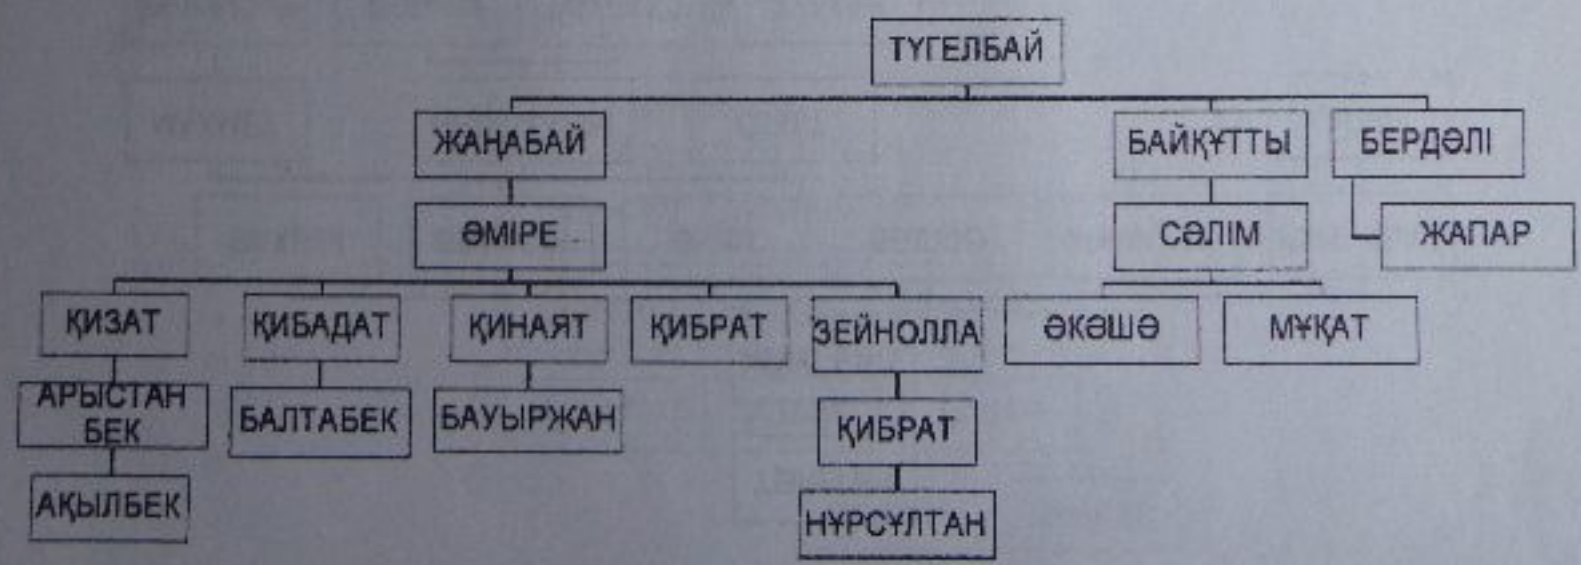 ТҮГЕЛБАЙ
ЖАҢАБАЙ
БАЙҚҰТТЫ
БЕРДӘЛІ
ӘМІРЕ
СӘЛІМ
ЖАПАР
ҚИЗАТ
ҚИБАДАТ
ҚИНАЯТ
ҚИБРАТ
ЗЕЙНОЛЛА
ӘКӘШӘ
МҰҚАТ
АРЫСТАН
БЕК
БАЛТАБЕК
БАУЫРЖАН
ҚИБРАТ
АҚЫЛБЕК
НҰРСҰЛТАН